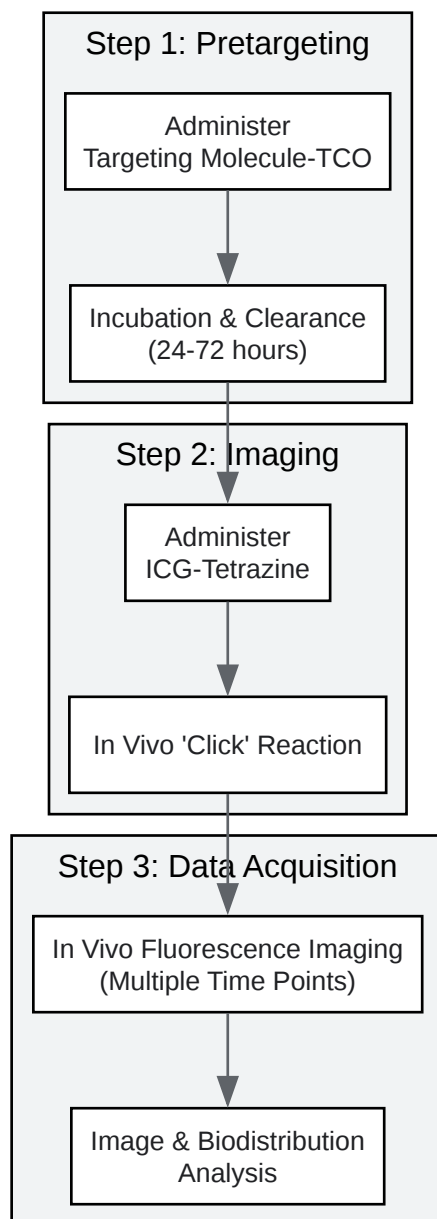 Step 1: Pretargeting
Administer
Targeting Molecule-TCO
Incubation & Clearance
(24-72 hours)
Step 2: Imaging
Administer
ICG-Tetrazine
In Vivo 'Click' Reaction
Step 3: Data Acquisition
In Vivo Fluorescence Imaging
(Multiple Time Points)
Image & Biodistribution
Analysis